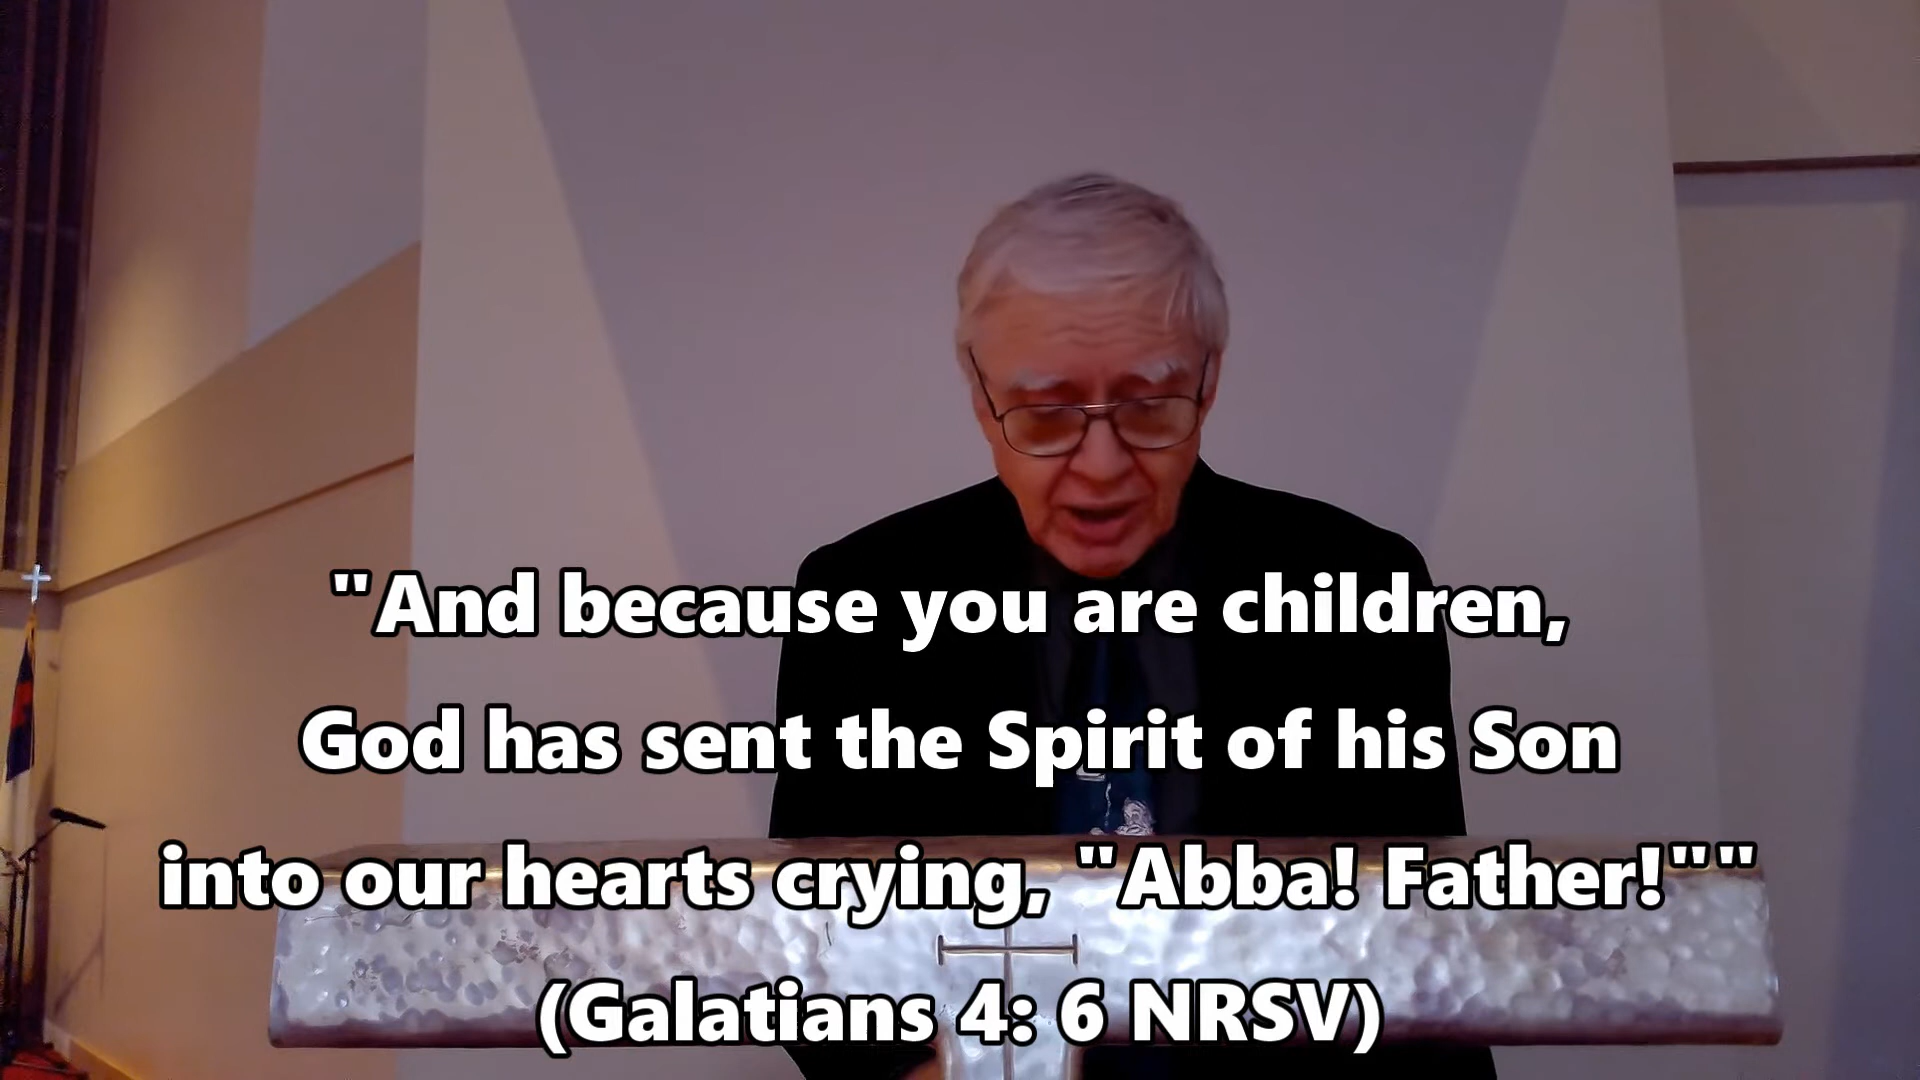 "And because you are children,
God has sent the Spirit of his Son
into our hearts crying, "Abba! Father!""
(Galatians 4: 6 NRSV)